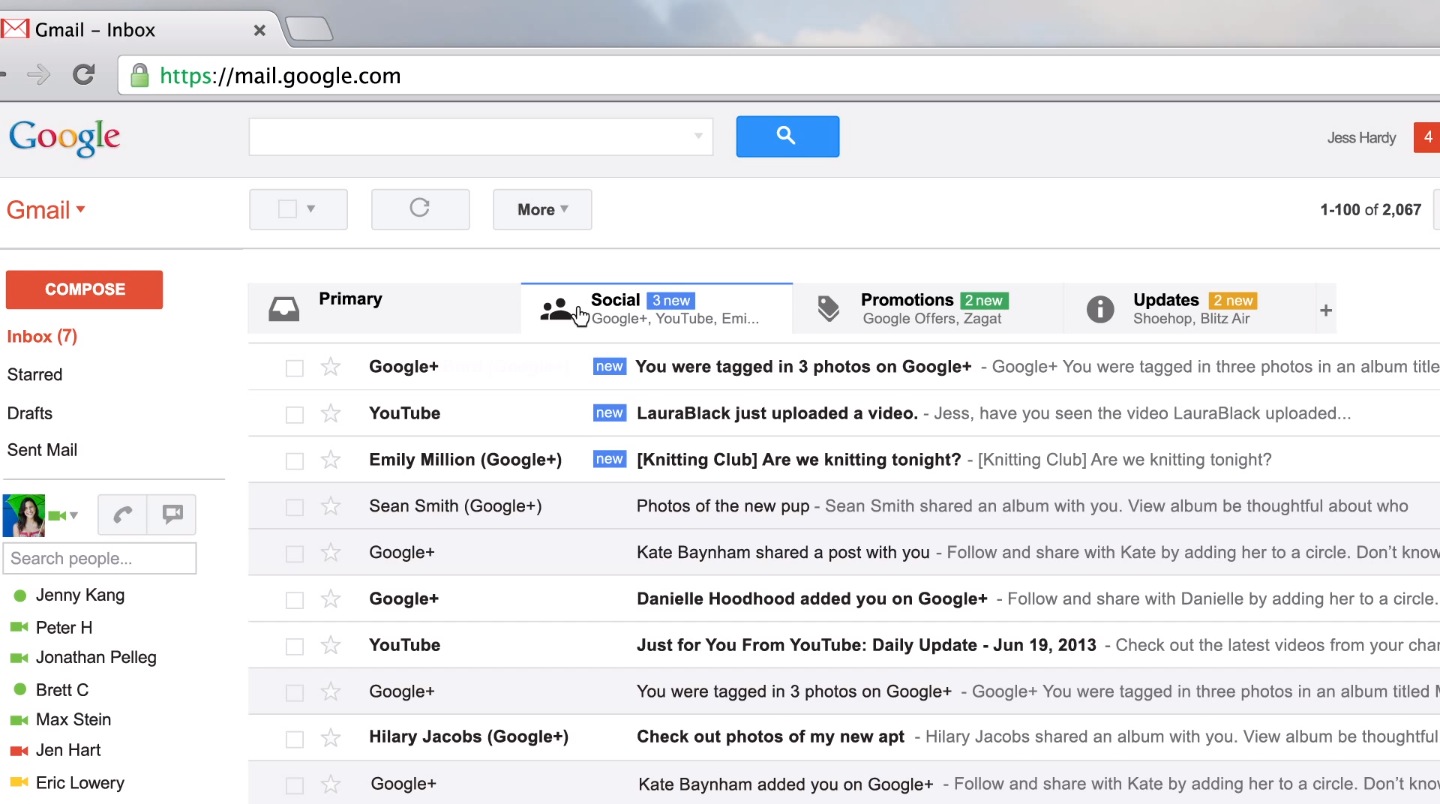 Gmail – Inbox
https://mail.google.com
Google
Jess Hardy 4
Gmail
More
1-100 of 2,067
COMPOSE
Inbox (7)
Starred
Drafts
Sent Mail
Search people...
Jenny Kang
Peter H
Jonathan Pelleg
Brett C
Max Stein
Jen Hart
Eric Lowery
Primary
Social 3 new
Google+, YouTube, Emi...
Promotions 2 new
Google Offers, Zagat
Updates 2 new
Shoehop, Blitz Air
+
Google+ new You were tagged in 3 photos on Google+ - Google+ You were tagged in three photos in an album title
YouTube new LauraBlack just uploaded a video. - Jess, have you seen the video LauraBlack uploaded...
Emily Million (Google+) new [Knitting Club] Are we knitting tonight? - [Knitting Club] Are we knitting tonight?
Sean Smith (Google+) Photos of the new pup - Sean Smith shared an album with you. View album be thoughtful about who
Google+ Kate Baynham shared a post with you - Follow and share with Kate by adding her to a circle. Don't know
Google+ Danielle Hoodhood added you on Google+ - Follow and share with Danielle by adding her to a circle.
YouTube Just for You From YouTube: Daily Update - Jun 19, 2013 - Check out the latest videos from your chan
Google+ You were tagged in 3 photos on Google+ - Google+ You were tagged in three photos in an album titled M
Hilary Jacobs (Google+) Check out photos of my new apt - Hilary Jacobs shared an album with you. View album be thoughtful
Google+ Kate Baynham added you on Google+ - Follow and share with Kate by adding her to a circle. Don't know